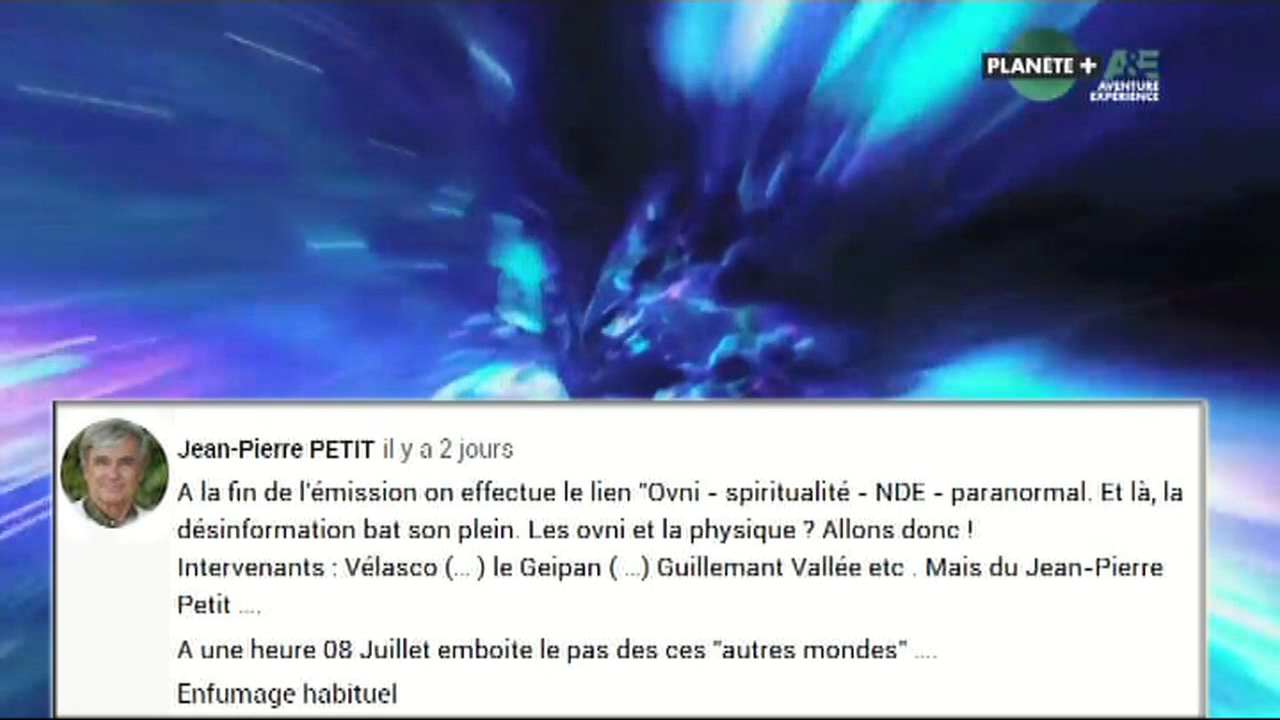 PLANÈTE + A&E
AVENTURE
EXPÉRIENCE
Jean-Pierre PETIT il y a 2 jours
A la fin de l'émission on effectue le lien "Ovni - spiritualité - NDE - paranormal. Et là, la
désinformation bat son plein. Les ovni et la physique ? Allons donc !
Intervenants : Vélasco (... ) le Geipan ( ...) Guillemant Vallée etc . Mais du Jean-Pierre
Petit ....
A une heure 08 Juillet emboite le pas des ces "autres mondes" ....
Enfumage habituel